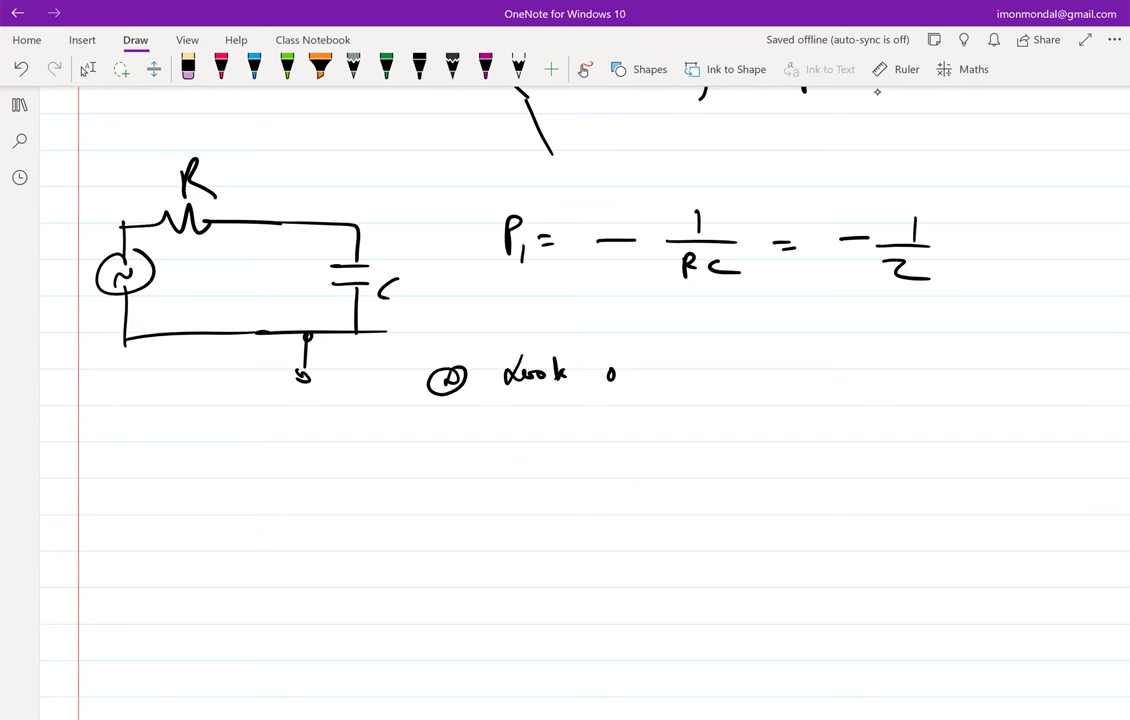 OneNote for Windows 10
imonmondal@gmail.com
Home Insert Draw View Help Class Notebook
Saved offline (auto-sync is off) Share
Shapes Ink to Shape Ink to Text Ruler Maths
R
C
P₁ = - 1/RC = - 1/τ
Look o